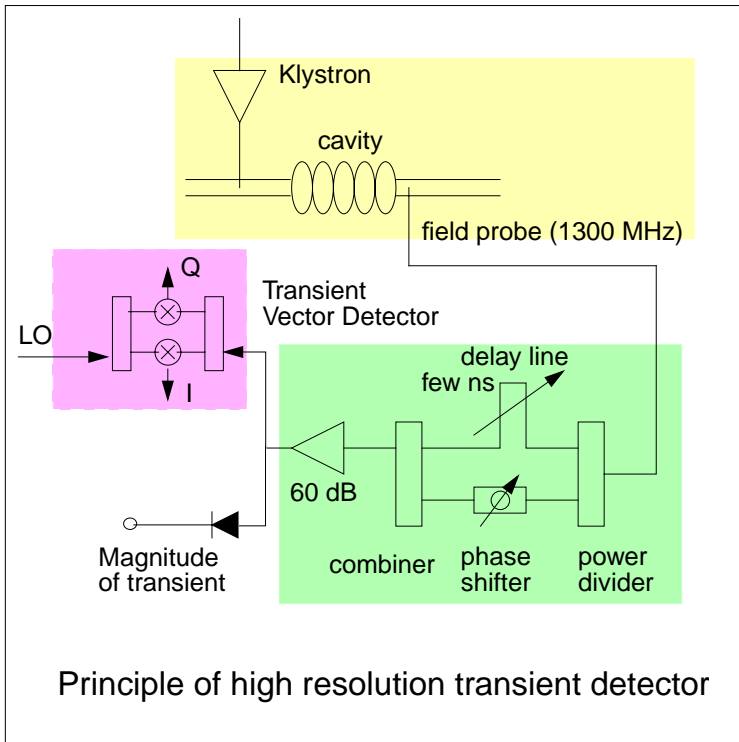 Klystron
cavity
field probe (1300 MHz)
Q
Transient
Vector Detector
LO
I
delay line
few ns
60 dB
Magnitude
of transient
combiner
phase
shifter
power
divider
Principle of high resolution transient detector